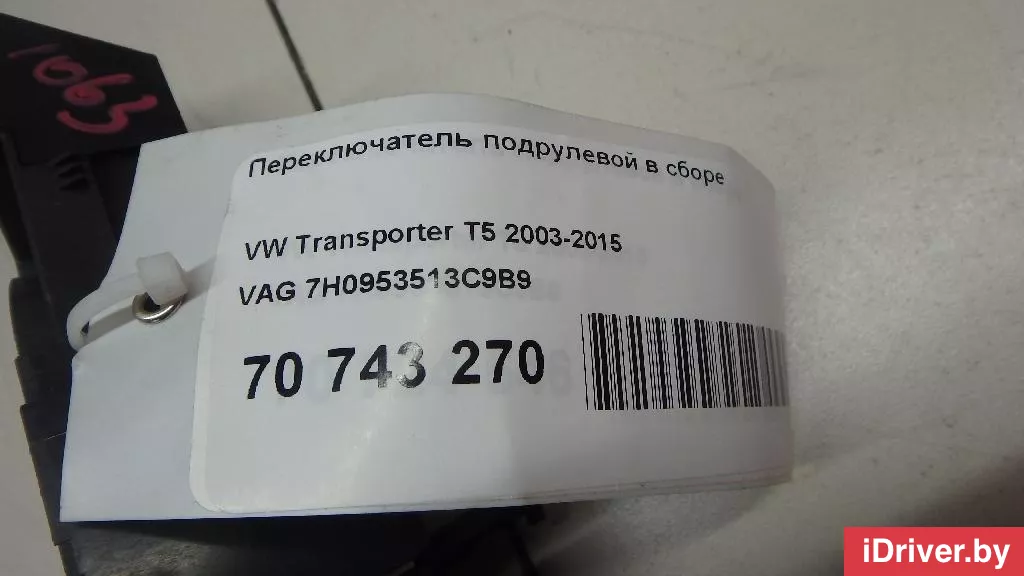 1063
Переключатель подрулевой в сборе
VW Transporter T5 2003-2015
VAG 7H0953513C9B9
70 743 270
iDriver.by